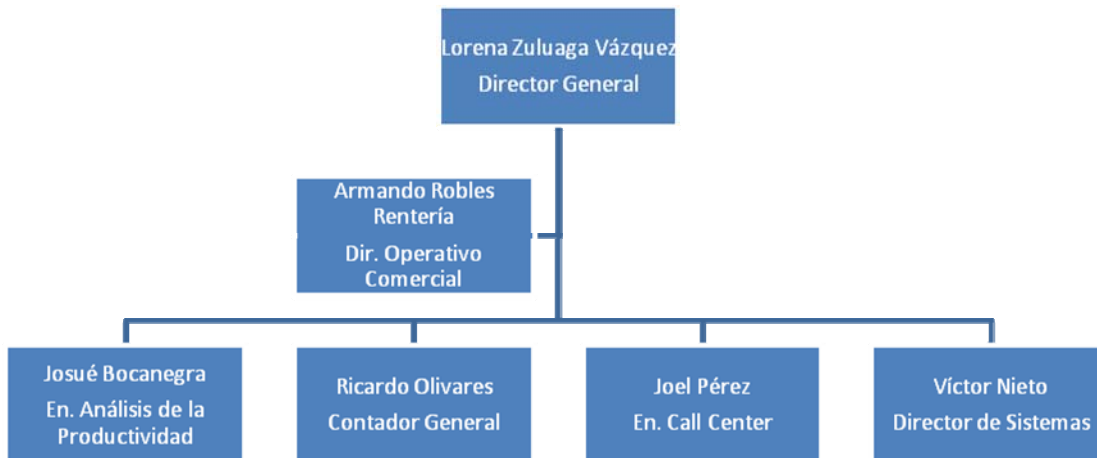 Lorena Zuluaga Vázquez
Director General
Armando Robles
Rentería
Dir. Operativo
Comercial
Josué Bocanegra
En. Análisis de la
Productividad
Ricardo Olivares
Contador General
Joel Pérez
En. Call Center
Víctor Nieto
Director de Sistemas